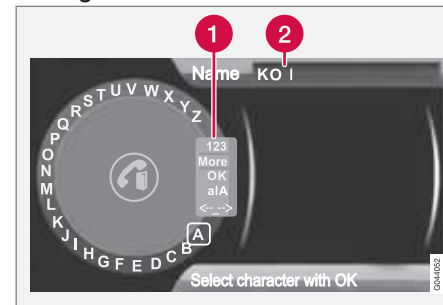 1
2
Name KO I
A B C D E F G H I J K L M N O P Q R S T U V W X Y Z
123
More
OK
a|A
<-- -->
Select character with OK
G044052